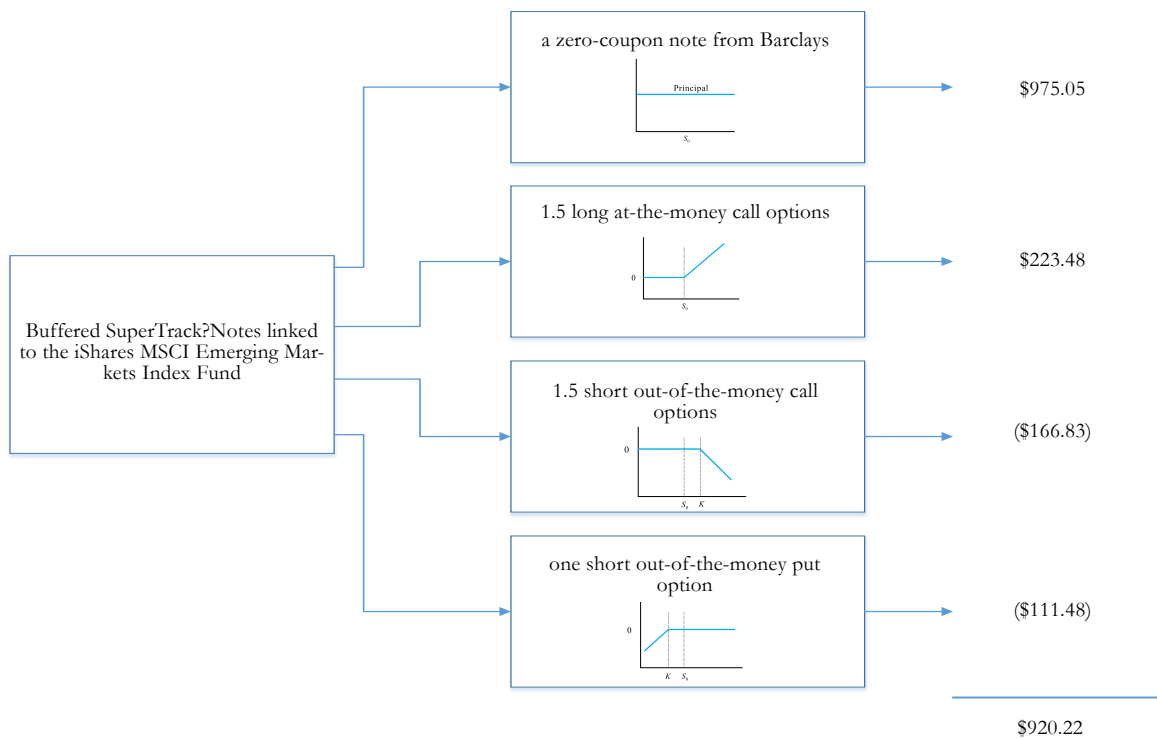 a zero-coupon note from Barclays
Principal
S0
$975.05
1.5 long at-the-money call options
0
S0
$223.48
Buffered SuperTrack?Notes linked
to the iShares MSCI Emerging Mar-
kets Index Fund
1.5 short out-of-the-money call
options
0
S0 K
($166.83)
one short out-of-the-money put
option
0
K S0
($111.48)
$920.22